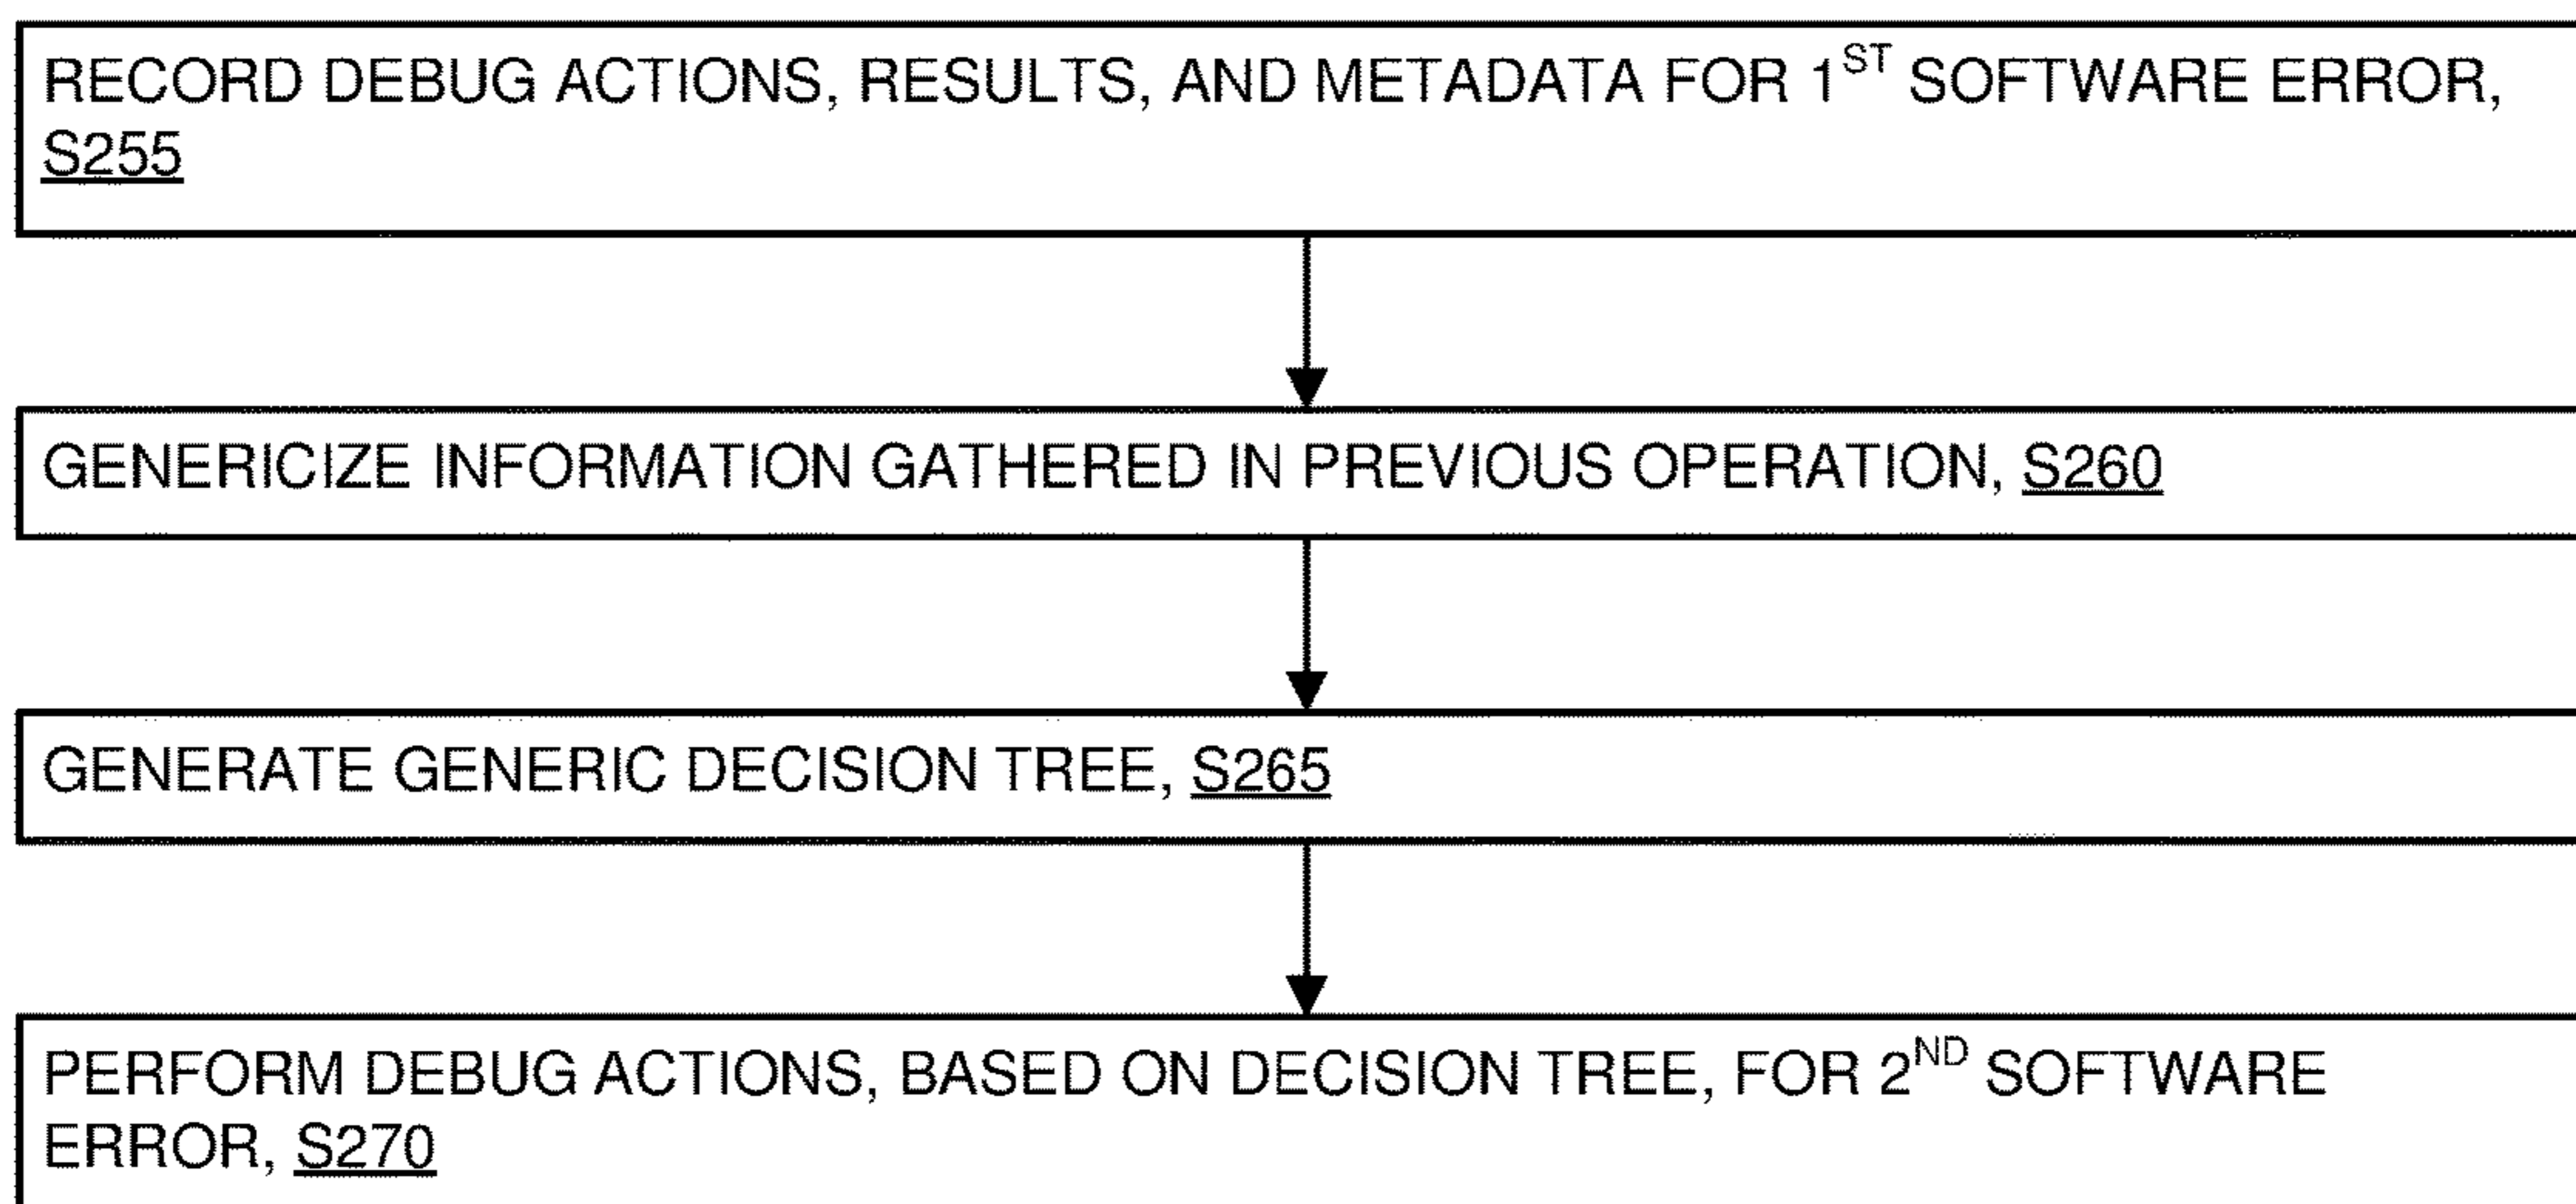 RECORD DEBUG ACTIONS, RESULTS, AND METADATA FOR 1ST SOFTWARE ERROR,
S255
GENERICIZE INFORMATION GATHERED IN PREVIOUS OPERATION, S260
GENERATE GENERIC DECISION TREE, S265
PERFORM DEBUG ACTIONS, BASED ON DECISION TREE, FOR 2ND SOFTWARE
ERROR, S270